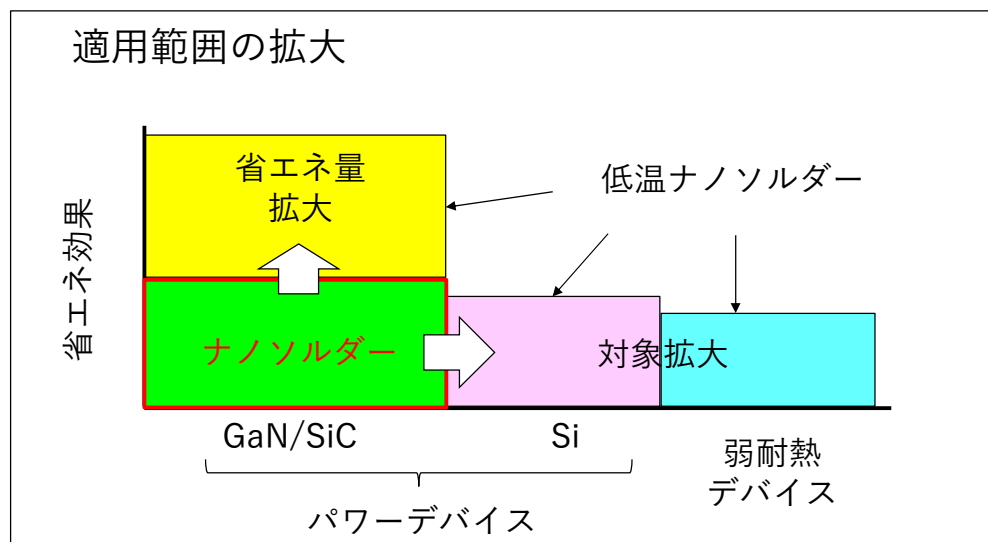 適用範囲の拡大
省エネ効果
省エネ量
拡大
低温ナノソルダー
ナノソルダー
対象拡大
GaN/SiC
Si
弱耐熱
デバイス
パワーデバイス